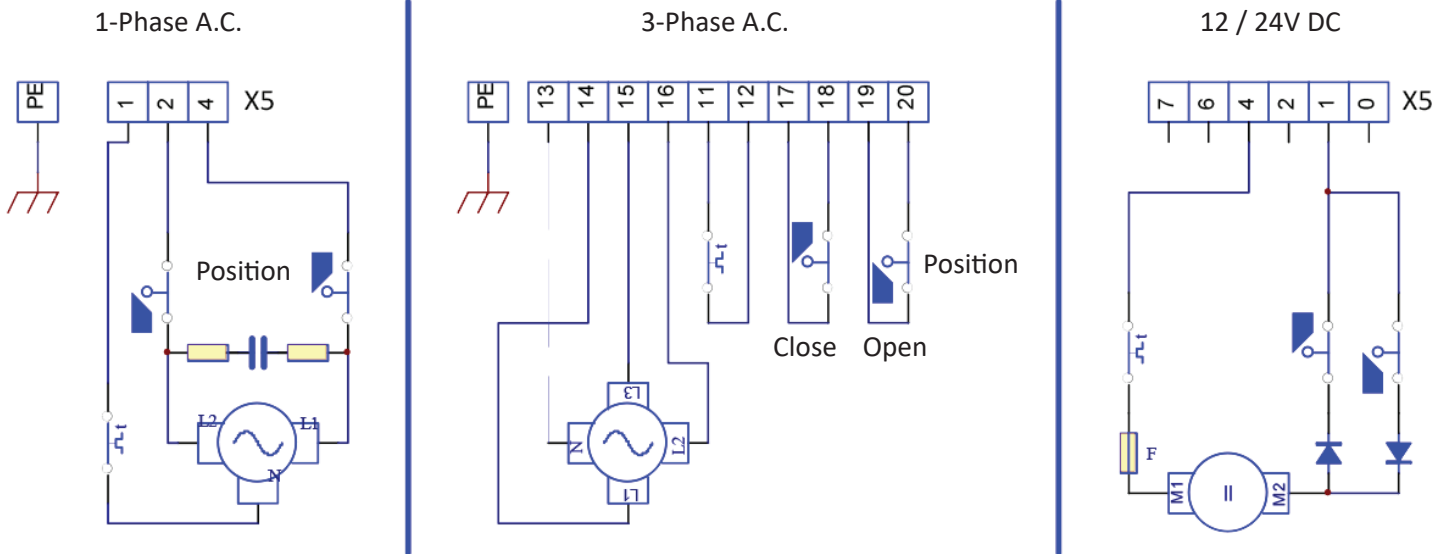 1-Phase A.C.
PE
1 2 4 X5
Position
t
L2 L1
N
3-Phase A.C.
PE
13 14 15 16 11 12 17 18 19 20
t
Position
Close Open
L3
N L2
L1
12 / 24V DC
7 6 4 2 1 0 X5
t
F
M1 M2